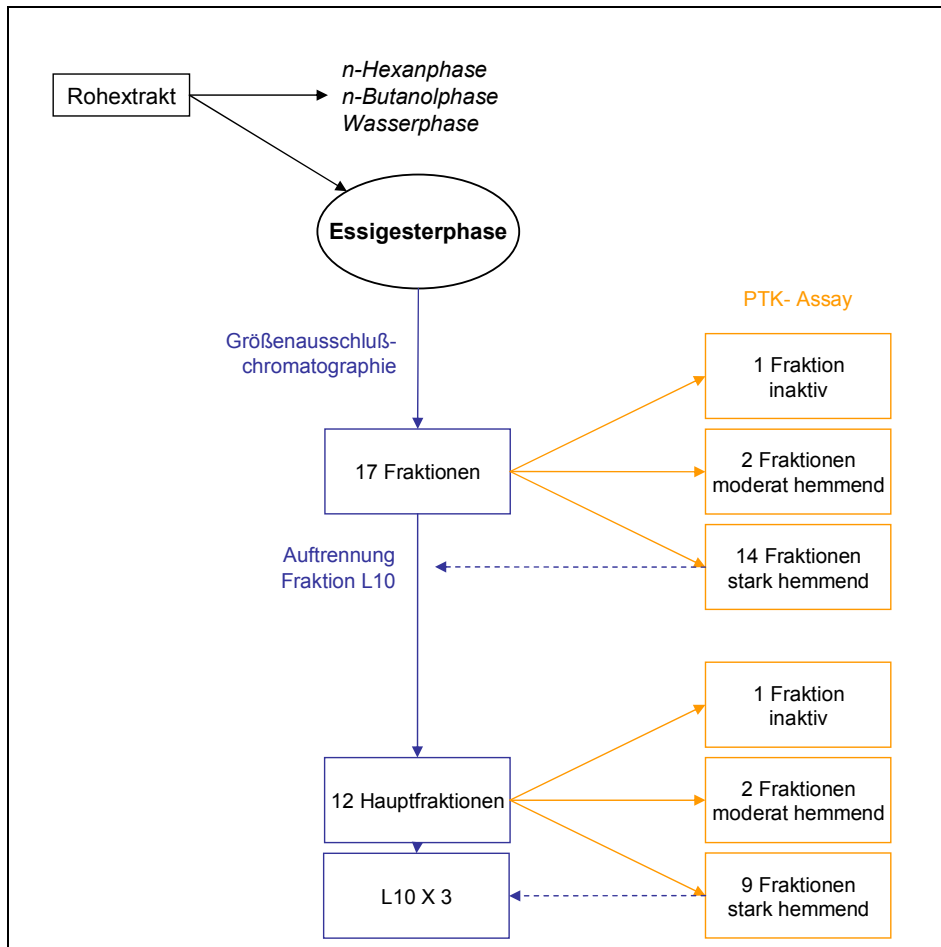 Rohextrakt
n-Hexanphase
n-Butanolphase
Wasserphase
Essigesterphase
PTK- Assay
Größenausschluß-
chromatographie
1 Fraktion
inaktiv
17 Fraktionen
2 Fraktionen
moderat hemmend
Auftrennung
Fraktion L10
14 Fraktionen
stark hemmend
1 Fraktion
inaktiv
12 Hauptfraktionen
2 Fraktionen
moderat hemmend
L10 X 3
9 Fraktionen
stark hemmend